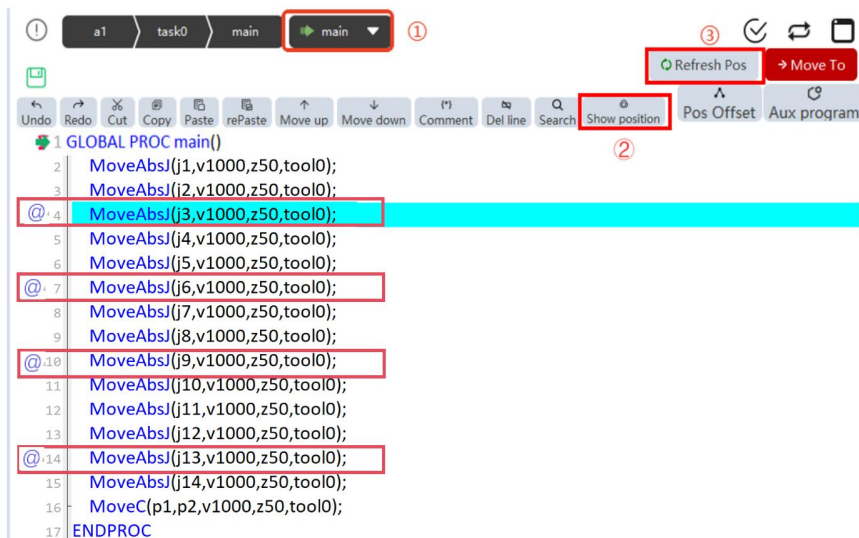 a1 task0 main main ①
③
Refresh Pos Move To
Undo Redo Cut Copy Paste rePaste Move up Move down Comment Del line Search Show position Pos Offset Aux program
②
1 GLOBAL PROC main()
2 MoveAbsJ(j1,v1000,z50,tool0);
3 MoveAbsJ(j2,v1000,z50,tool0);
@ 4 MoveAbsJ(j3,v1000,z50,tool0);
5 MoveAbsJ(j4,v1000,z50,tool0);
6 MoveAbsJ(j5,v1000,z50,tool0);
@ 7 MoveAbsJ(j6,v1000,z50,tool0);
8 MoveAbsJ(j7,v1000,z50,tool0);
9 MoveAbsJ(j8,v1000,z50,tool0);
@ 10 MoveAbsJ(j9,v1000,z50,tool0);
11 MoveAbsJ(j10,v1000,z50,tool0);
12 MoveAbsJ(j11,v1000,z50,tool0);
13 MoveAbsJ(j12,v1000,z50,tool0);
@ 14 MoveAbsJ(j13,v1000,z50,tool0);
15 MoveAbsJ(j14,v1000,z50,tool0);
16 MoveC(p1,p2,v1000,z50,tool0);
17 ENDPROC